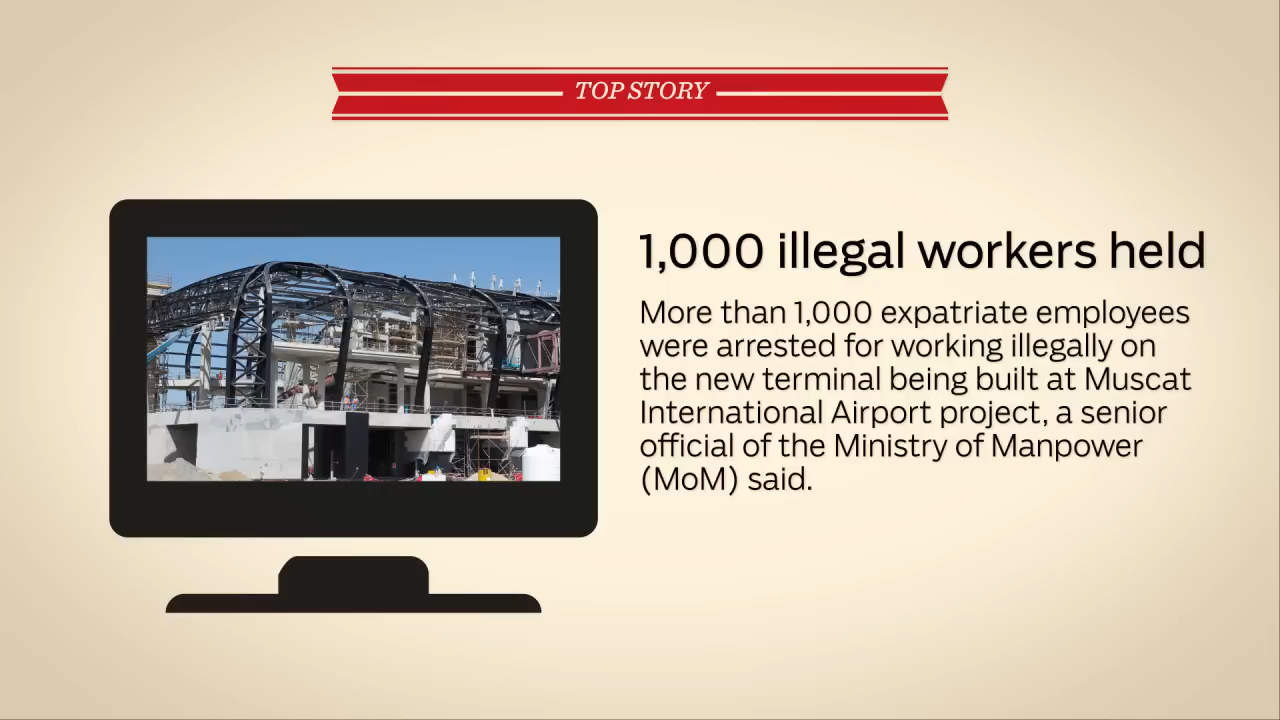 TOP STORY
1,000 illegal workers held
More than 1,000 expatriate employees
were arrested for working illegally on
the new terminal being built at Muscat
International Airport project, a senior
official of the Ministry of Manpower
(MoM) said.